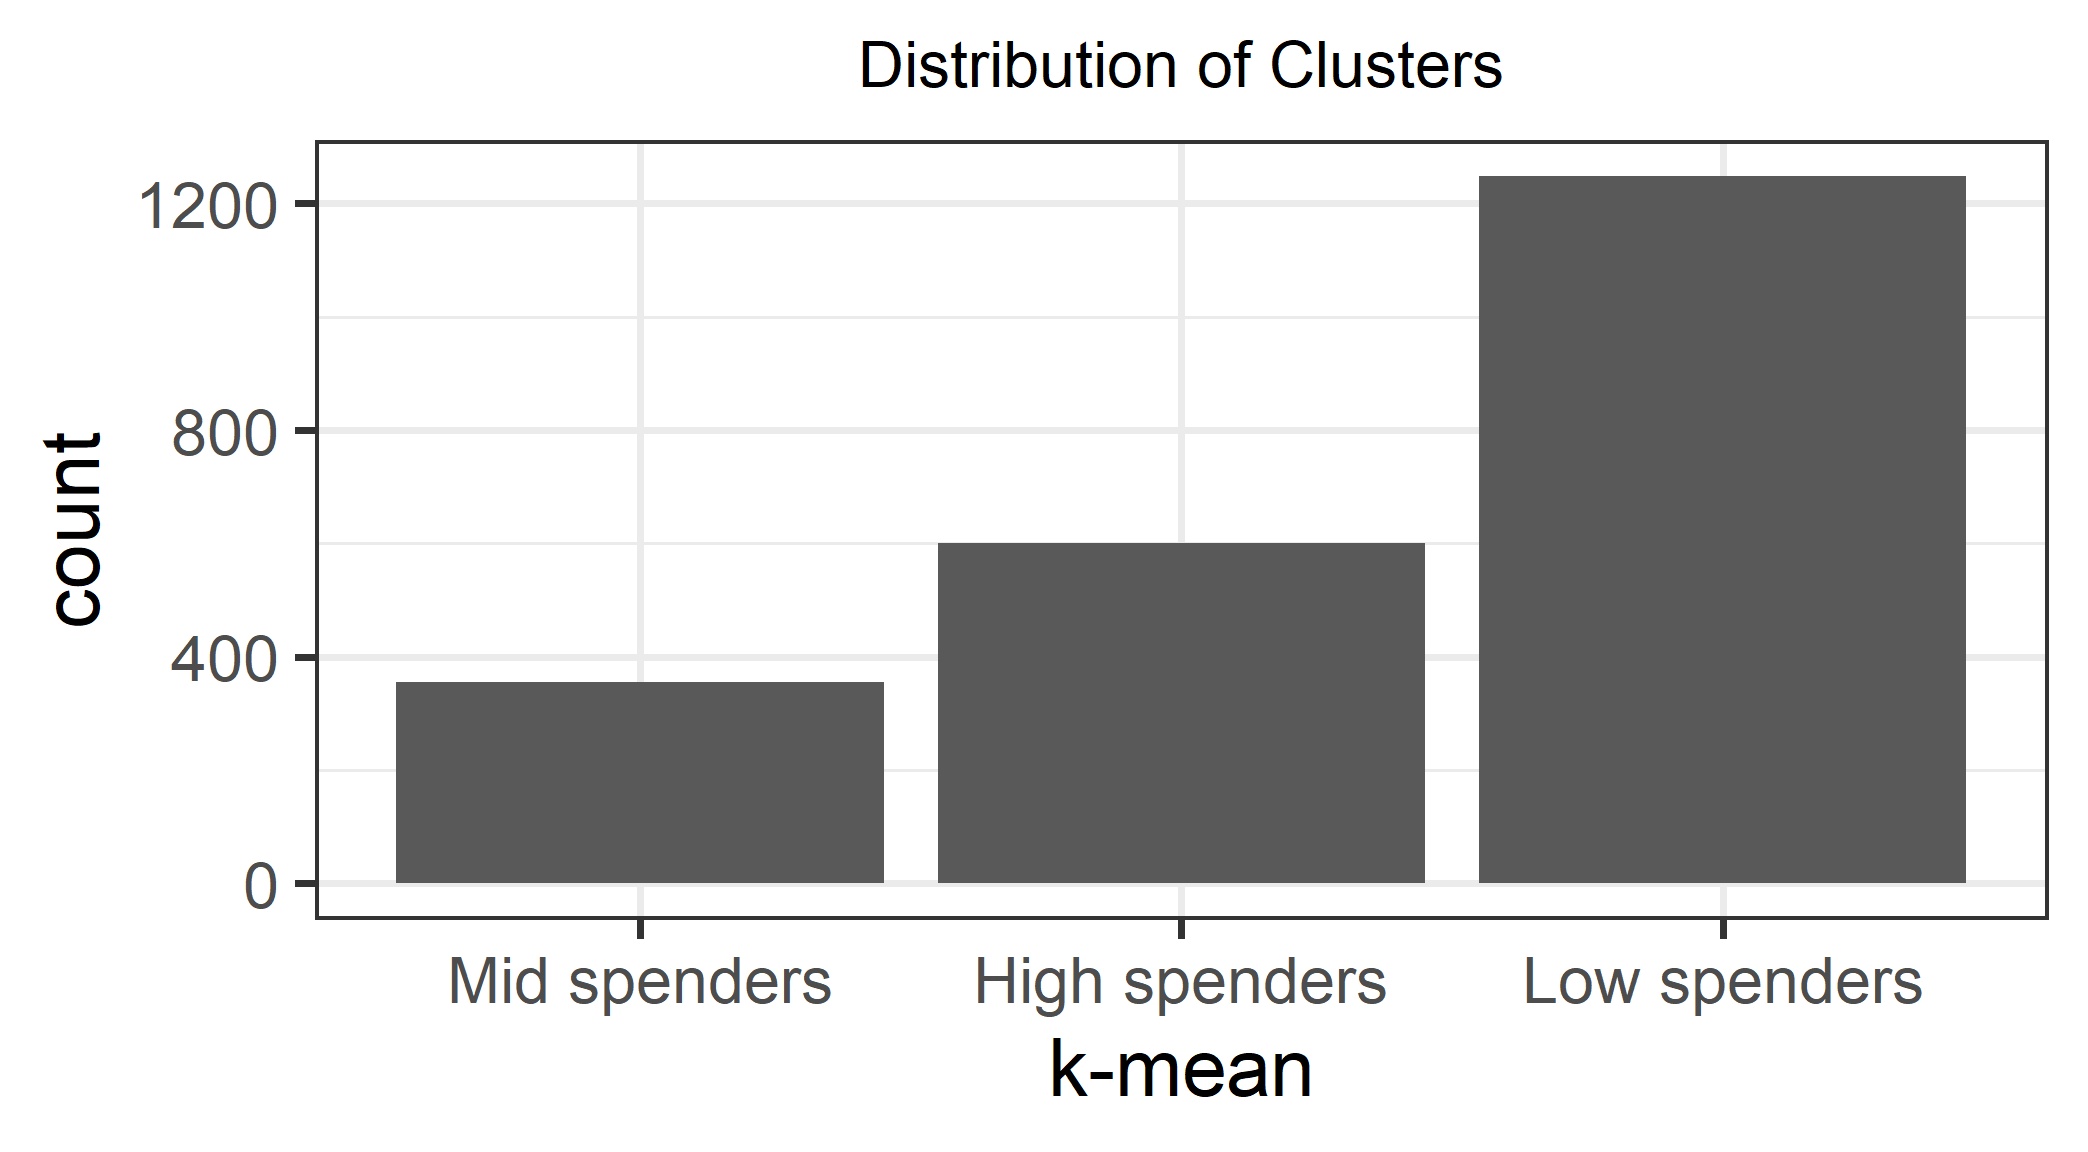 Distribution of Clusters
1200
800
400
0
count
Mid spenders
High spenders
Low spenders
k-mean